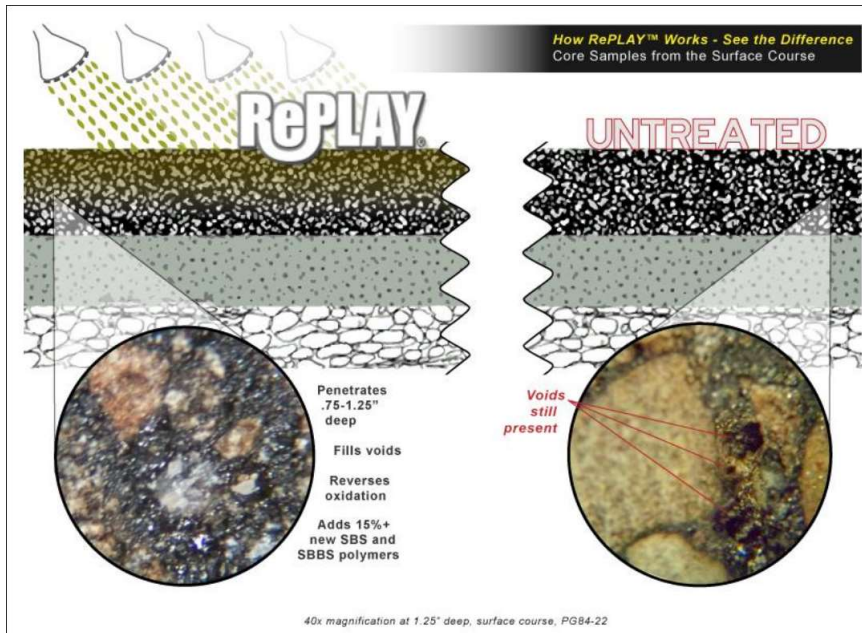 How RePLAY™ Works - See the Difference
Core Samples from the Surface Course
RePLAY®
UNTREATED
Penetrates
.75-1.25"
deep
Fills voids
Reverses
oxidation
Adds 15%+
new SBS and
SBBS polymers
Voids
still
present
40x magnification at 1.25" deep, surface course, PG84-22